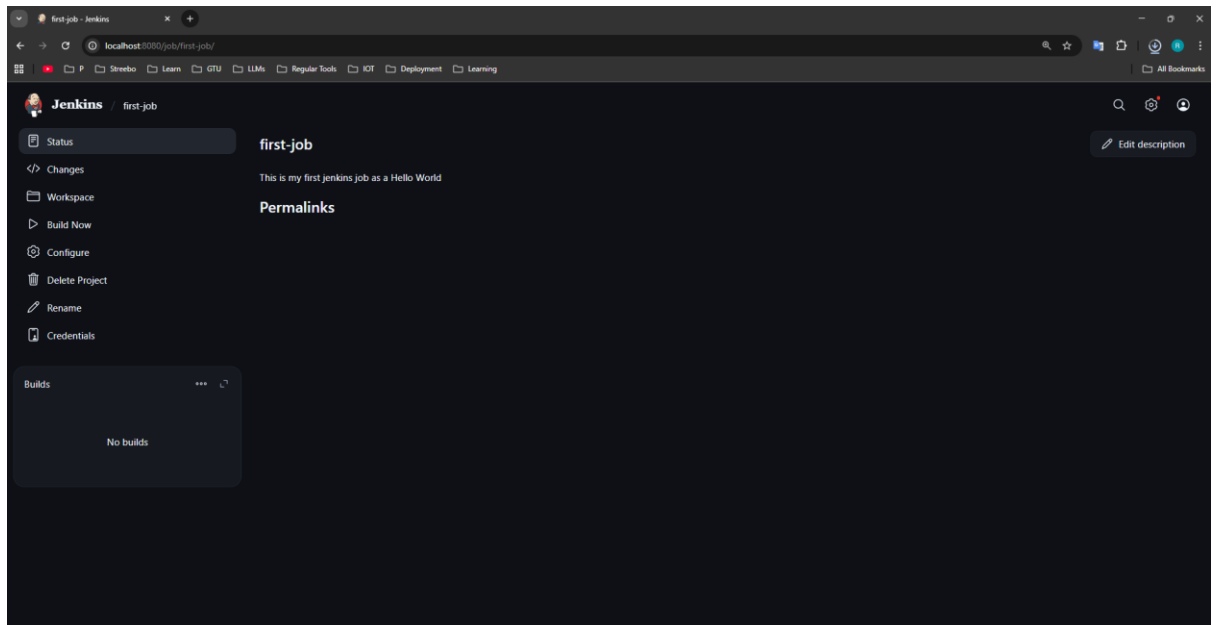 first-job - Jenkins
localhost:8080/job/first-job/
P Streebo Learn GTU LLMs Regular Tools IOT Deployment Learning All Bookmarks
Jenkins / first-job
Status
Changes
Workspace
Build Now
Configure
Delete Project
Rename
Credentials
Builds
No builds
first-job
Edit description
This is my first jenkins job as a Hello World
Permalinks